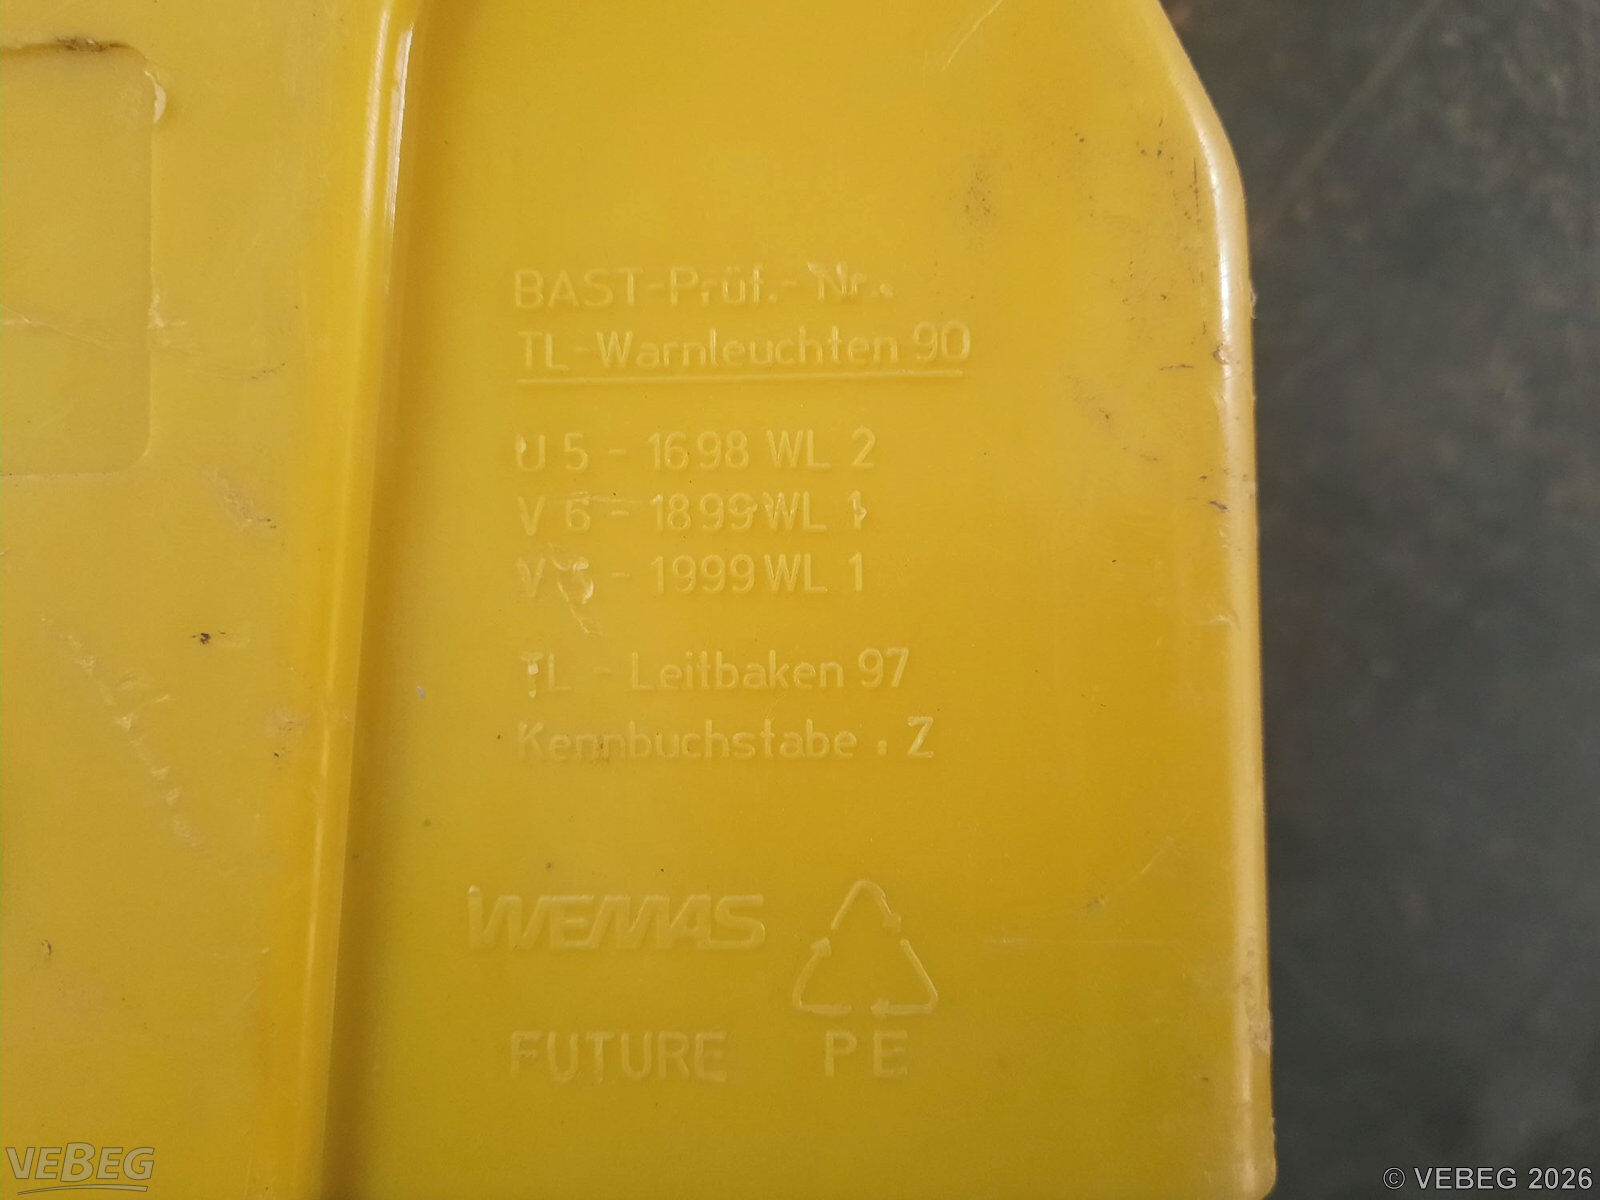 BAST-Prüf.-Nr.
TL-Warnleuchten 90
U 5 - 1698 WL 2
V 6 - 1899 WL 1
V - 1999 WL 1
TL - Leitbaken 97
Kennbuchstabe : Z
WEMAS
FUTURE PE
VEBEG
© VEBEG 2026